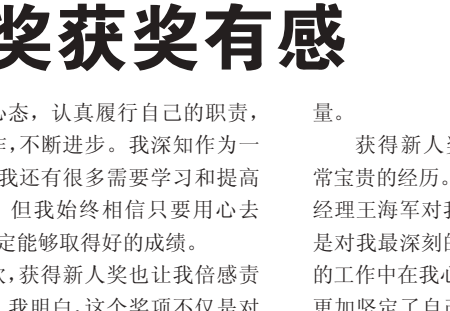 奖获奖有感
心态，认真履行自己的职责，
作，不断进步。我深知作为一
我还有很多需要学习和提高
但我始终相信只要用心去
定能够取得好的成绩。
次，获得新人奖也让我倍感责
我明白，这个奖项不仅是对
量。
获得新人奖
常宝贵的经历。
经理王海军对我
是对我最深刻的
的工作中在我心
更加坚定了自己